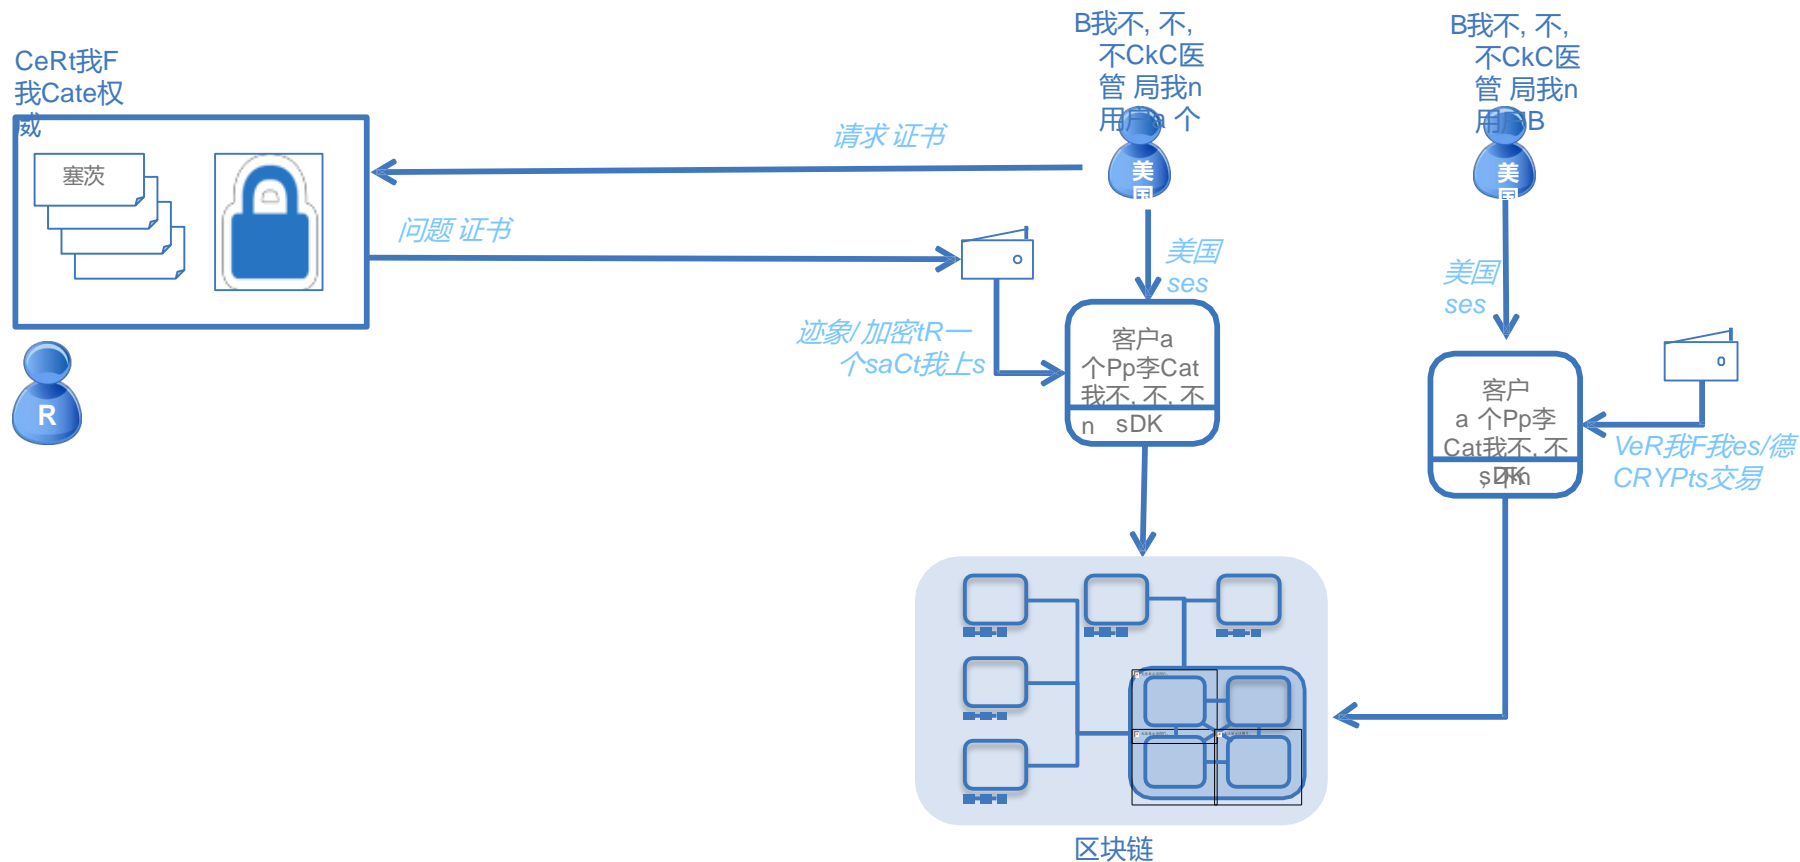 CeRt我F
我Cate权
威
塞茨
R
请求 证书
问题 证书
B我不, 不,
不CkC医
管 局我n
用户a 个
美
国
美国
ses
迹象/ 加密tR一
个saCt我上s
客户a
个Pp李Cat
我不, 不, 不
n sDK
B我不, 不,
不CkC医
管 局我n
用户B
美
国
美国
ses
客户
a 个Pp李
Cat我不, 不
, 不n
sDK
VeR我F我es/德
CRYPts交易
区块链